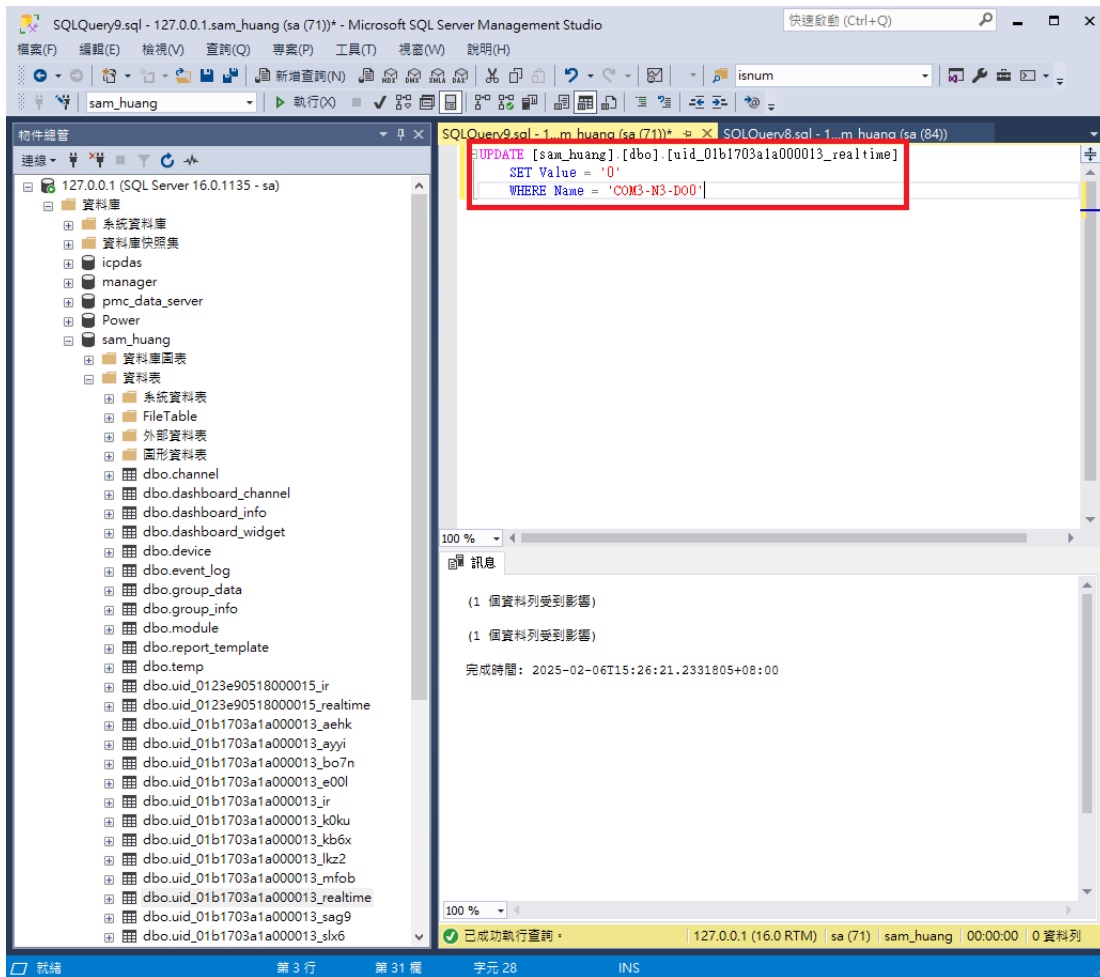 SQLQuery9.sql - 127.0.0.1.sam_huang (sa (71))* - Microsoft SQL Server Management Studio
快速啟動 (Ctrl+Q)
檔案(F) 編輯(E) 檢視(V) 查詢(Q) 專案(P) 工具(T) 視窗(W) 說明(H)
新增查詢(N) MDX DMX XMLA DAX isnum
sam_huang 執行(X)
物件總管
SQLQuery9.sql - 1...m_huang (sa (71))* SQLQuery8.sql - 1...m_huang (sa (84))
連線
UPDATE [sam_huang].[dbo].[uid_01b1703a1a000013_realtime]
SET Value = '0'
WHERE Name = 'COM3-N3-DO0'
127.0.0.1 (SQL Server 16.0.1135 - sa)
資料庫
系統資料庫
資料庫快照集
icpdas
manager
pmc_data_server
Power
sam_huang
資料庫圖表
資料表
系統資料表
FileTable
外部資料表
圖形資料表
dbo.channel
dbo.dashboard_channel
dbo.dashboard_info
dbo.dashboard_widget
dbo.device
dbo.event_log
dbo.group_data
dbo.group_info
dbo.module
dbo.report_template
dbo.temp
dbo.uid_0123e90518000015_ir
dbo.uid_0123e90518000015_realtime
dbo.uid_01b1703a1a000013_aehk
dbo.uid_01b1703a1a000013_ayyi
dbo.uid_01b1703a1a000013_bo7n
dbo.uid_01b1703a1a000013_e00l
dbo.uid_01b1703a1a000013_ir
dbo.uid_01b1703a1a000013_k0ku
dbo.uid_01b1703a1a000013_kb6x
dbo.uid_01b1703a1a000013_lkz2
dbo.uid_01b1703a1a000013_mfob
dbo.uid_01b1703a1a000013_realtime
dbo.uid_01b1703a1a000013_sag9
dbo.uid_01b1703a1a000013_slx6
100 %
訊息
(1 個資料列受到影響)
(1 個資料列受到影響)
完成時間: 2025-02-06T15:26:21.2331805+08:00
100 %
已成功執行查詢。 127.0.0.1 (16.0 RTM) sa (71) sam_huang 00:00:00 0 資料列
就緒 第 3 行 第 31 欄 字元 28 INS